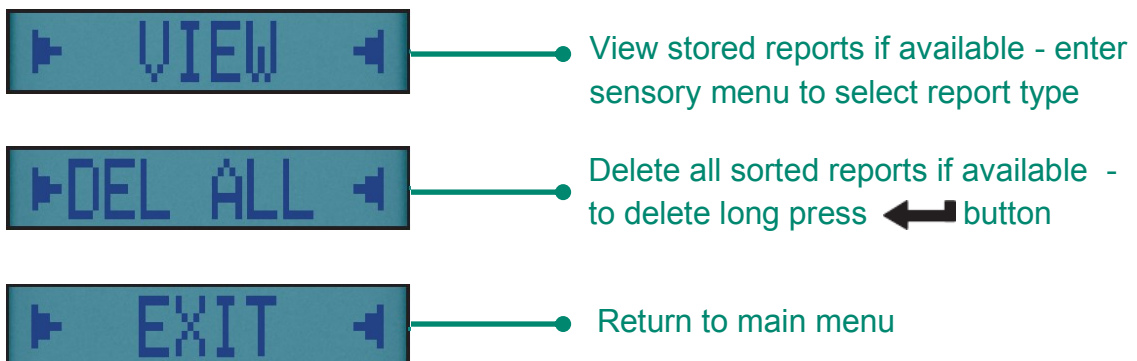 VIEW
View stored reports if available - enter
sensory menu to select report type
DEL ALL
Delete all sorted reports if available -
to delete long press button
EXIT
Return to main menu